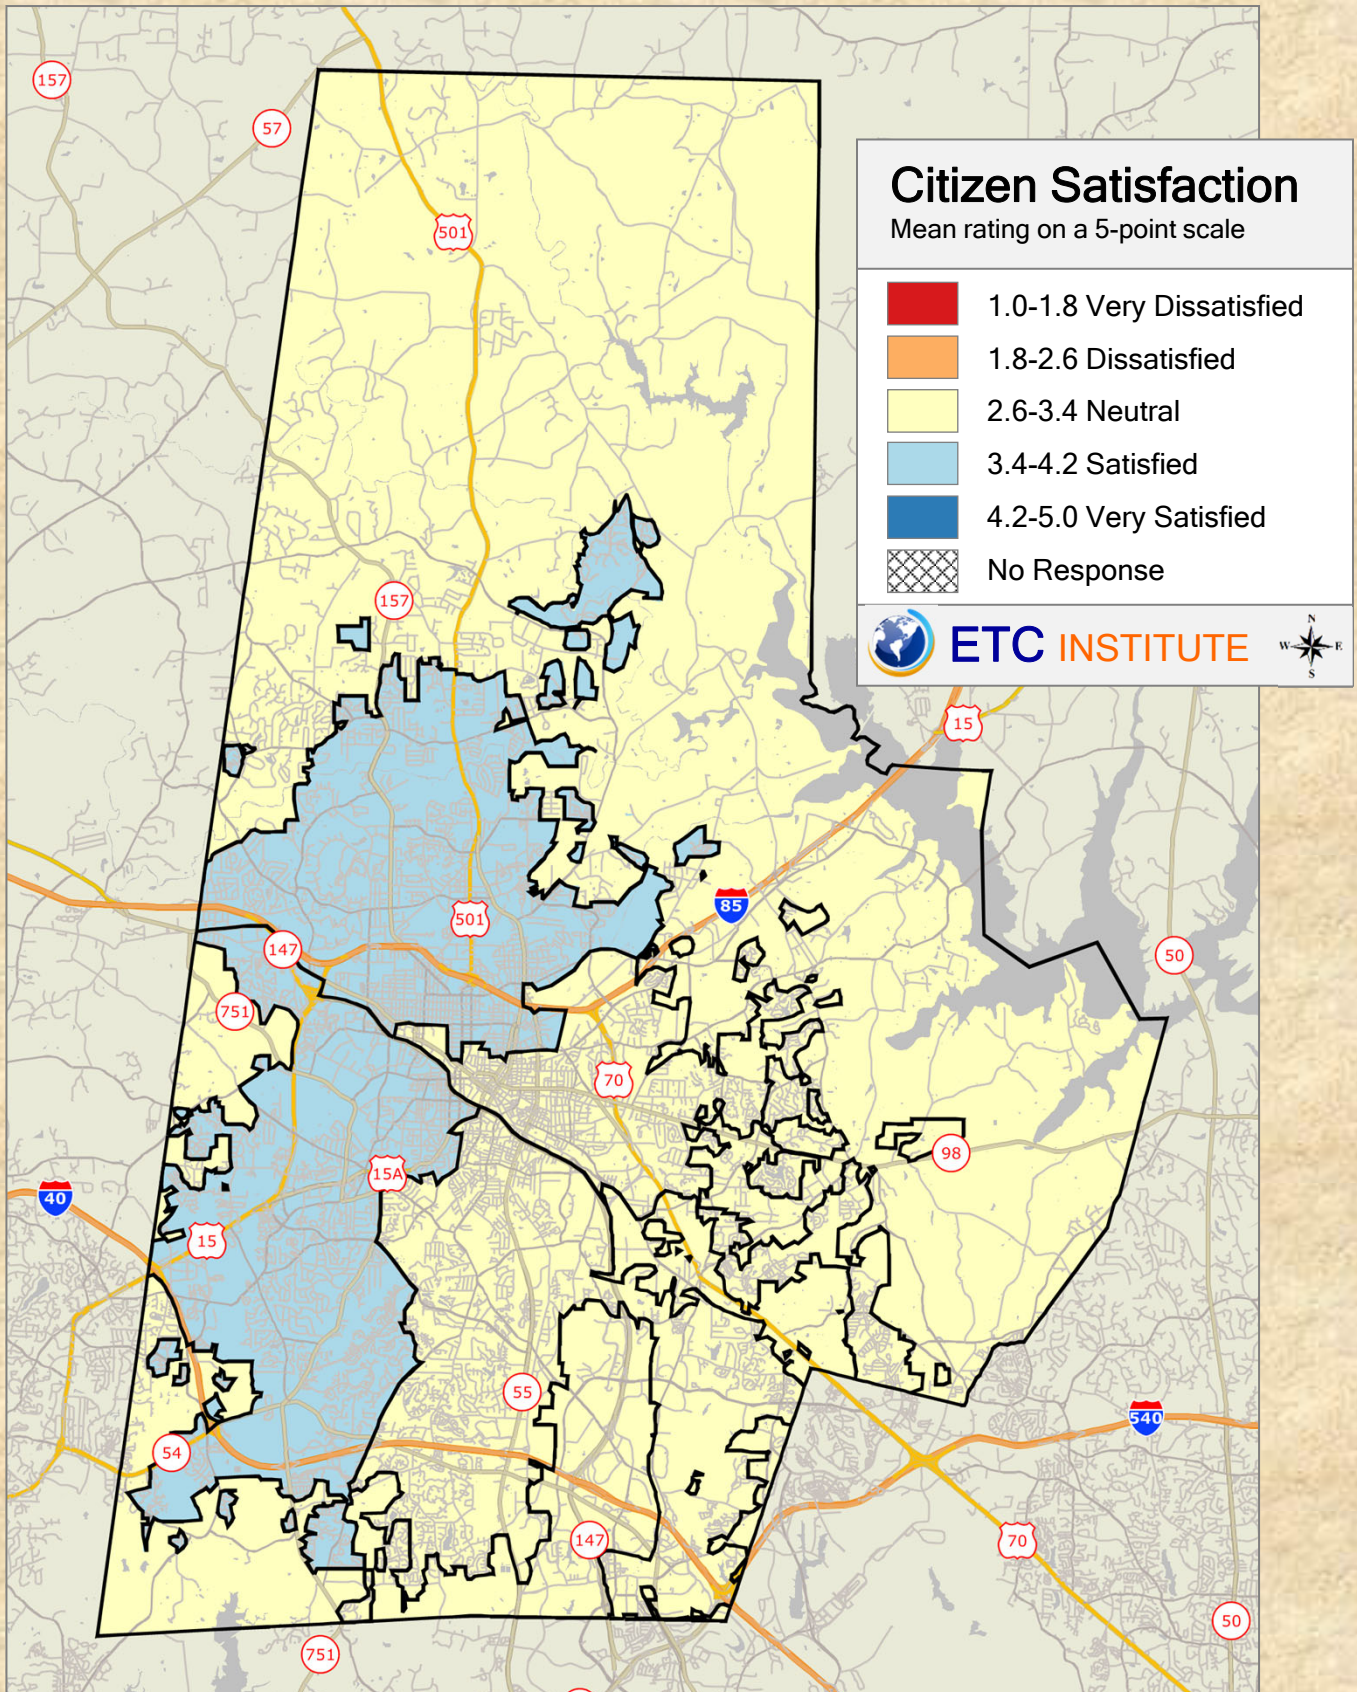 157
57
501
Citizen Satisfaction
Mean rating on a 5-point scale
1.0-1.8 Very Dissatisfied
1.8-2.6 Dissatisfied
2.6-3.4 Neutral
3.4-4.2 Satisfied
4.2-5.0 Very Satisfied
No Response
ETC INSTITUTE
N
W E
S
157
15
85
501
147
50
751
70
98
15A
40
15
55
540
54
147
70
50
751